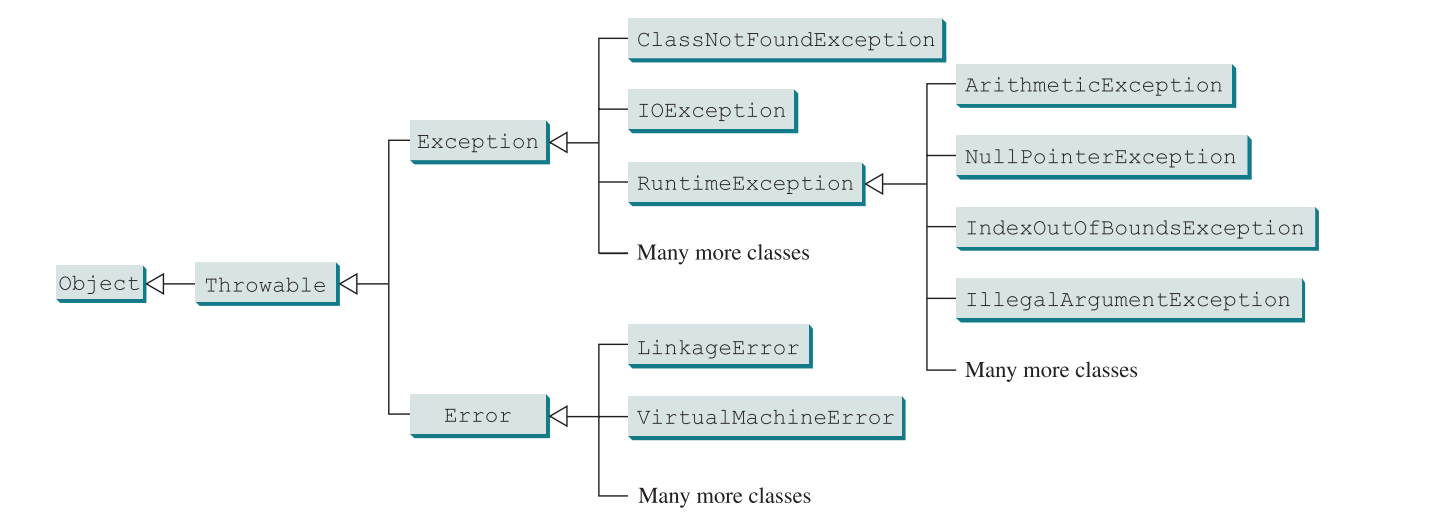 ClassNotFoundException
ArithmeticException
IOException
Exception
NullPointerException
RuntimeException
IndexOutOfBoundsException
Many more classes
Object
Throwable
IllegalArgumentException
LinkageError
Many more classes
Error
VirtualMachineError
Many more classes